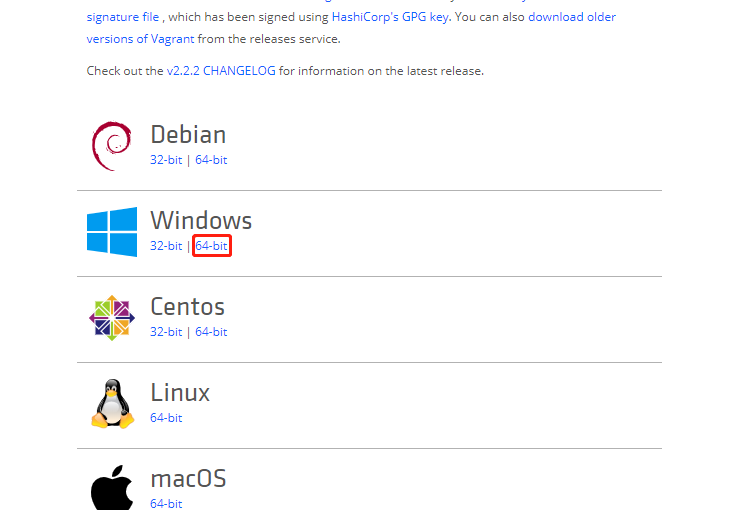 signature file , which has been signed using HashiCorp's GPG key. You can also download older
versions of Vagrant from the releases service.
Check out the v2.2.2 CHANGELOG for information on the latest release.
Debian
32-bit | 64-bit
Windows
32-bit | 64-bit
Centos
32-bit | 64-bit
Linux
64-bit
macOS
64-bit